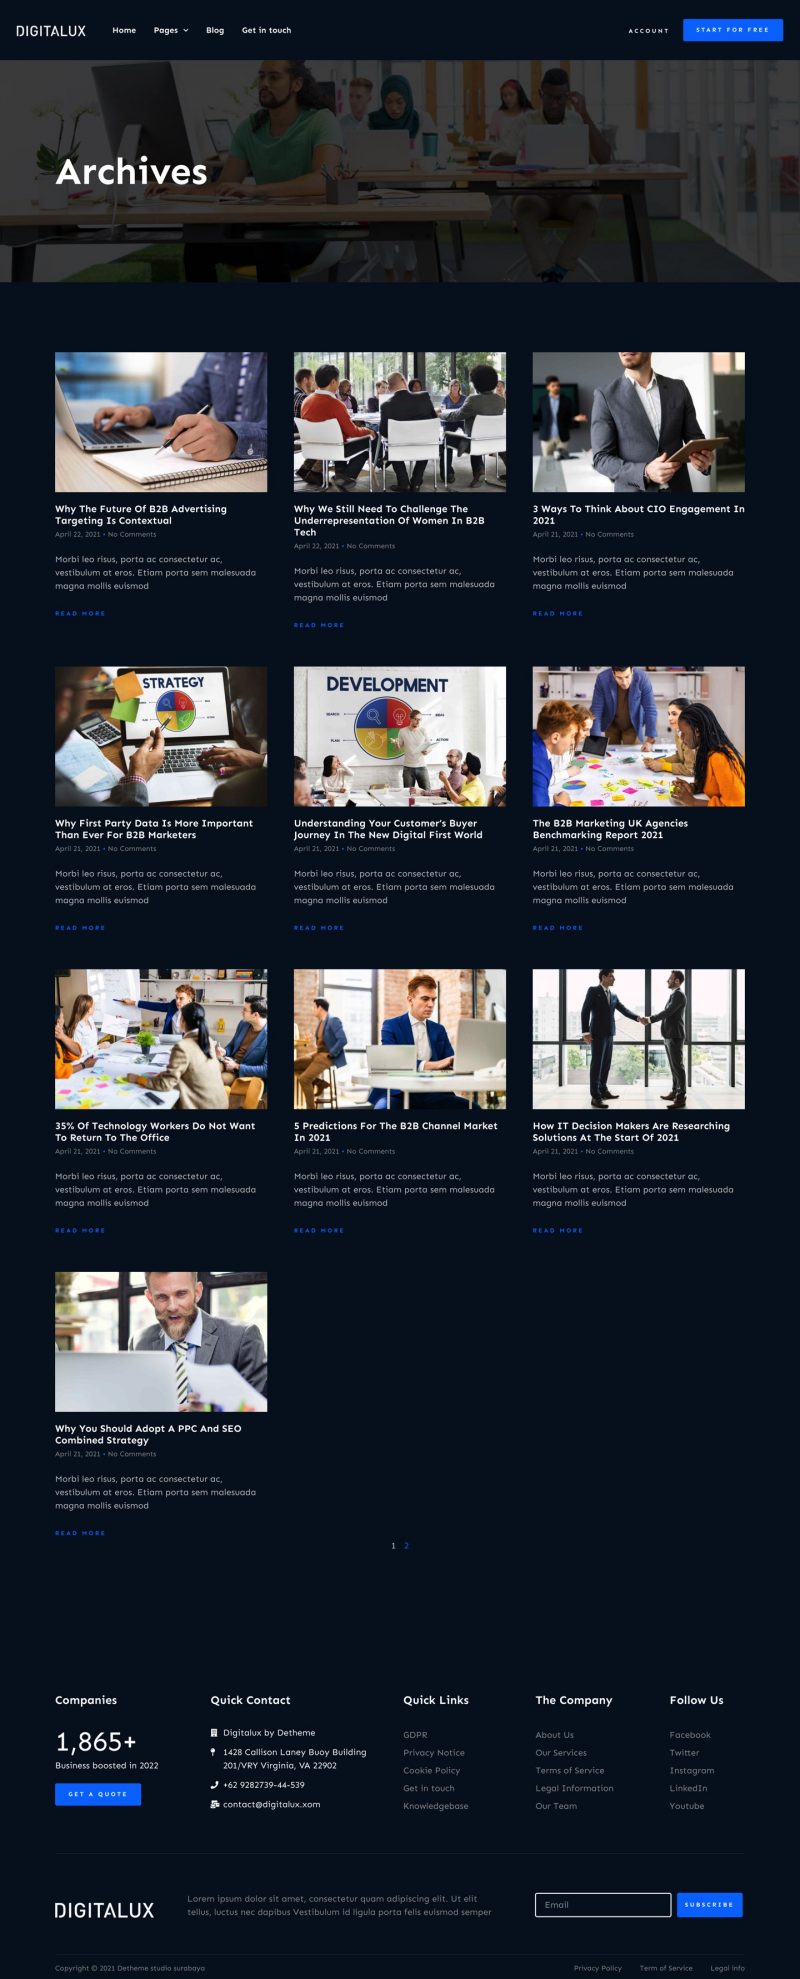 DIGITALUX
Home Pages Blog Get in touch
ACCOUNT
START FOR FREE
Archives
Why The Future Of B2B Advertising
Targeting Is Contextual
April 22, 2021 • No Comments
Morbi leo risus, porta ac consectetur ac,
vestibulum at eros. Etiam porta sem malesuada
magna mollis euismod
READ MORE
Why We Still Need To Challenge The
Underrepresentation Of Women In B2B
Tech
April 22, 2021 • No Comments
Morbi leo risus, porta ac consectetur ac,
vestibulum at eros. Etiam porta sem malesuada
magna mollis euismod
READ MORE
3 Ways To Think About CIO Engagement In
2021
April 21, 2021 • No Comments
Morbi leo risus, porta ac consectetur ac,
vestibulum at eros. Etiam porta sem malesuada
magna mollis euismod
READ MORE
STRATEGY
Why First Party Data Is More Important
Than Ever For B2B Marketers
April 21, 2021 • No Comments
Morbi leo risus, porta ac consectetur ac,
vestibulum at eros. Etiam porta sem malesuada
magna mollis euismod
READ MORE
DEVELOPMENT
SEARCH
IDEAS
PLAN
ACTION
Understanding Your Customer's Buyer
Journey In The New Digital First World
April 21, 2021 • No Comments
Morbi leo risus, porta ac consectetur ac,
vestibulum at eros. Etiam porta sem malesuada
magna mollis euismod
READ MORE
The B2B Marketing UK Agencies
Benchmarking Report 2021
April 21, 2021 • No Comments
Morbi leo risus, porta ac consectetur ac,
vestibulum at eros. Etiam porta sem malesuada
magna mollis euismod
READ MORE
35% Of Technology Workers Do Not Want
To Return To The Office
April 21, 2021 • No Comments
Morbi leo risus, porta ac consectetur ac,
vestibulum at eros. Etiam porta sem malesuada
magna mollis euismod
READ MORE
5 Predictions For The B2B Channel Market
In 2021
April 21, 2021 • No Comments
Morbi leo risus, porta ac consectetur ac,
vestibulum at eros. Etiam porta sem malesuada
magna mollis euismod
READ MORE
How IT Decision Makers Are Researching
Solutions At The Start Of 2021
April 21, 2021 • No Comments
Morbi leo risus, porta ac consectetur ac,
vestibulum at eros. Etiam porta sem malesuada
magna mollis euismod
READ MORE
Why You Should Adopt A PPC And SEO
Combined Strategy
April 21, 2021 • No Comments
Morbi leo risus, porta ac consectetur ac,
vestibulum at eros. Etiam porta sem malesuada
magna mollis euismod
READ MORE
1 2
Companies
1,865+
Business boosted in 2022
GET A QUOTE
Quick Contact
Digitalux by Detheme
1428 Callison Laney Buoy Building
201/VRY Virginia, VA 22902
+62 9282739-44-539
contact@digitalux.xom
Quick Links
GDPR
Privacy Notice
Cookie Policy
Get in touch
Knowledgebase
The Company
About Us
Our Services
Terms of Service
Legal Information
Our Team
Follow Us
Facebook
Twitter
Instagram
LinkedIn
Youtube
DIGITALUX
Lorem ipsum dolor sit amet, consectetur quam adipiscing elit. Ut elit
tellus, luctus nec dapibus Vestibulum id ligula porta felis euismod semper
Email
SUBSCRIBE
Copyright © 2021 Detheme studio surabaya
Privacy Policy Term of Service Legal info